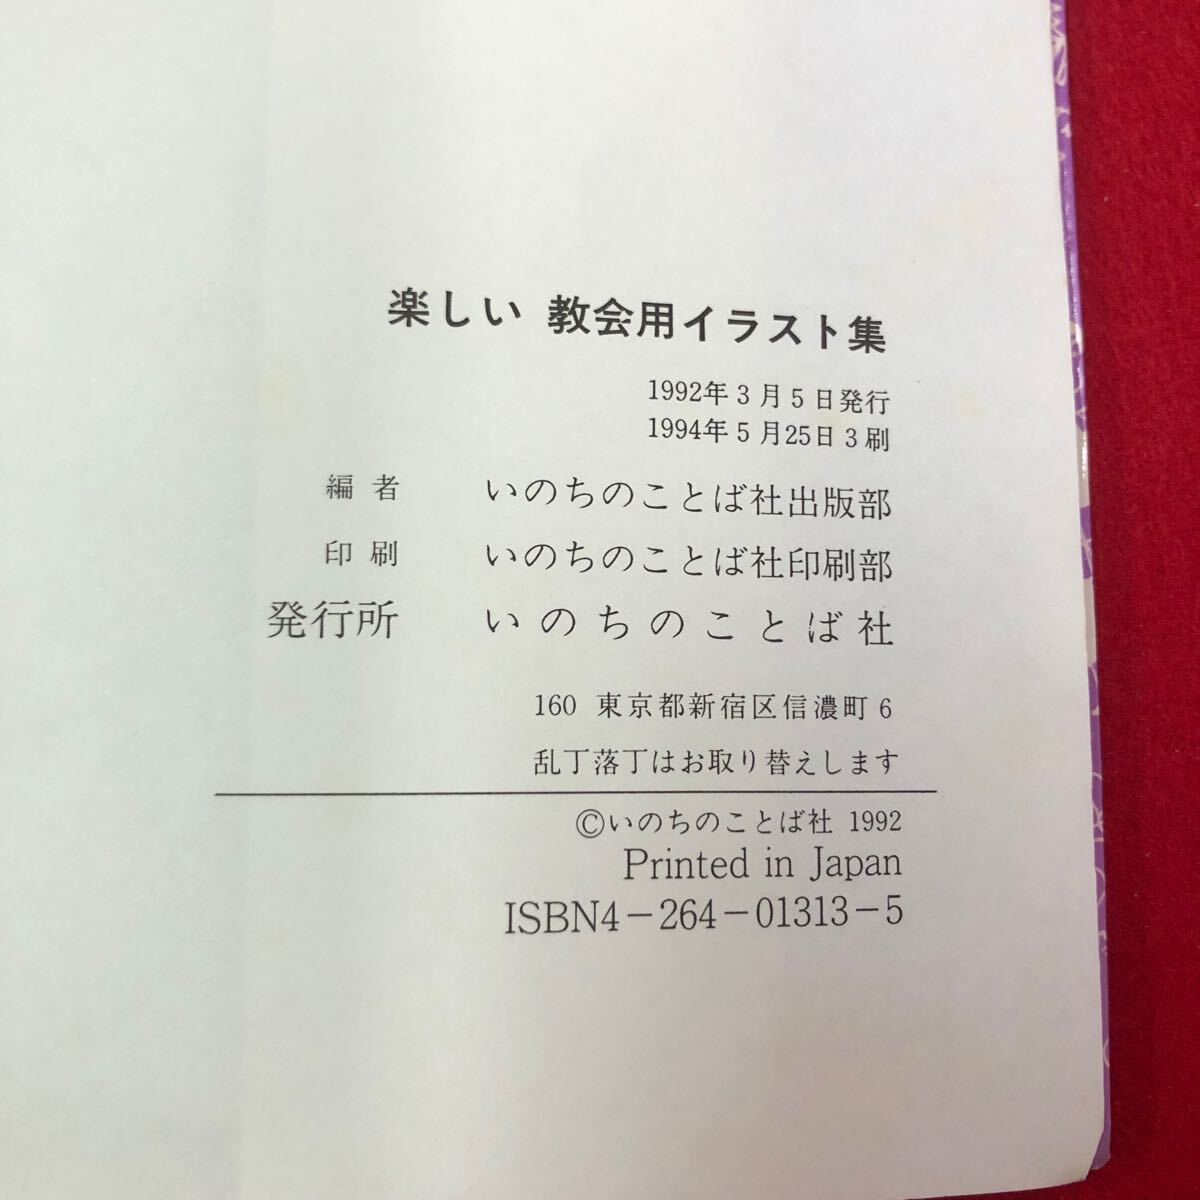 楽しい 教会用イラスト集
1992年3月5日発行
1994年5月25日3刷
編者 いのちのことば社出版部
印刷 いのちのことば社印刷部
発行所 いのちのことば社
160 東京都新宿区信濃町6
乱丁落丁はお取り替えします
©いのちのことば社 1992
Printed in Japan
ISBN4-264-01313-5